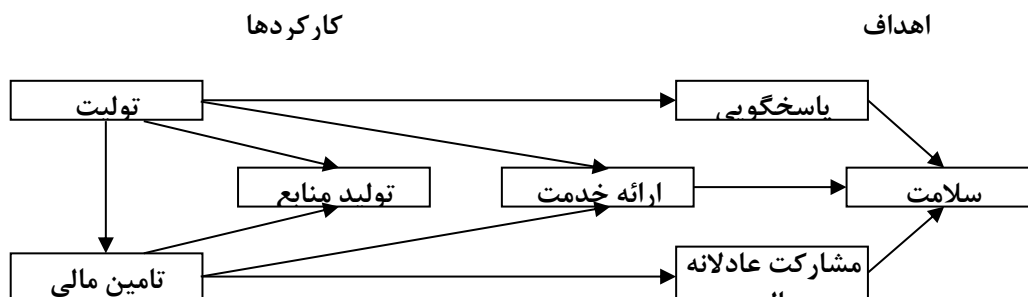 اهداف
کارکردها
پاسخگویی
تولیت
سلامت
ارائه خدمت
تولید منابع
مشارکت عادلانه
تامین مالی